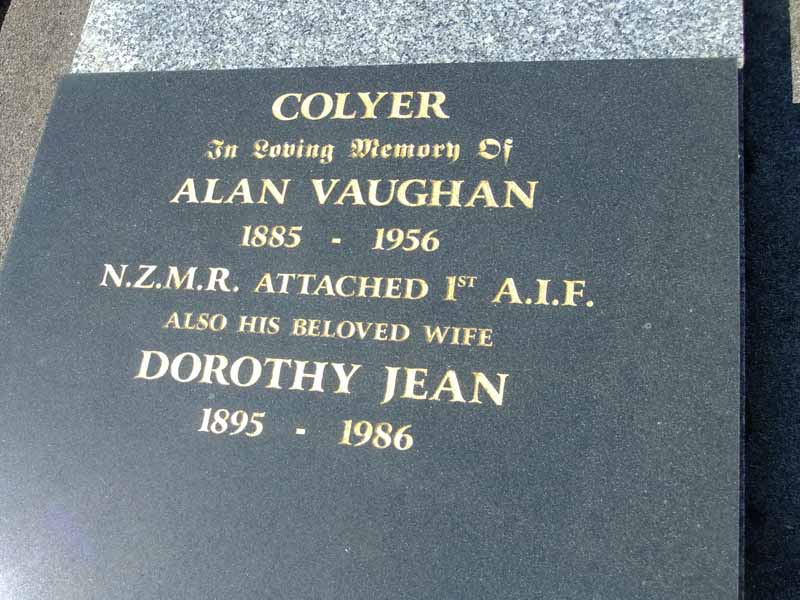 COLYER
In Loving Memory Of
ALAN VAUGHAN
1885 - 1956
N.Z.M.R. ATTACHED 1ST A.I.F.
ALSO HIS BELOVED WIFE
DOROTHY JEAN
1895 - 1986